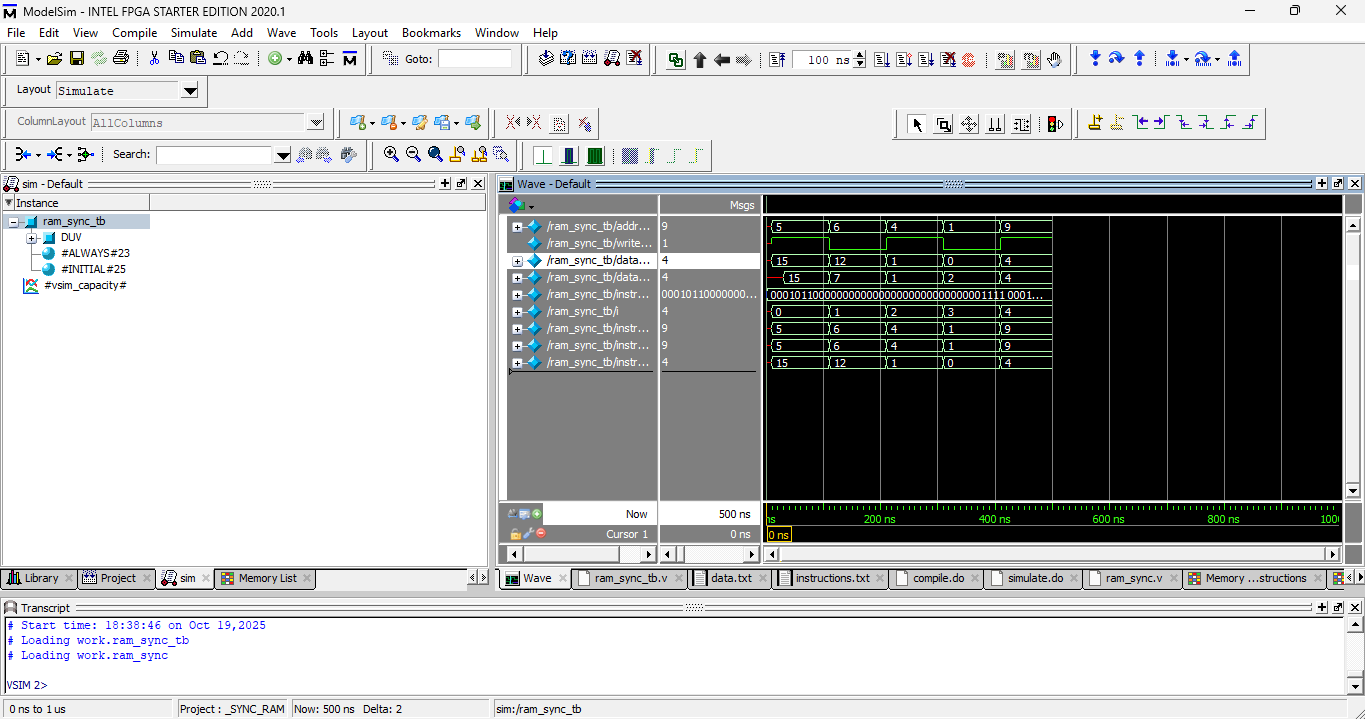 ModelSim - INTEL FPGA STARTER EDITION 2020.1
File Edit View Compile Simulate Add Wave Tools Layout Bookmarks Window Help
Goto: 100 ns
Layout Simulate
ColumnLayout AllColumns
Search:
sim - Default
Instance
ram_sync_tb
DUV
#ALWAYS#23
#INITIAL#25
#vsim_capacity#
Wave - Default
Msgs
/ram_sync_tb/addr... 9 5 6 4 1 9
/ram_sync_tb/write... 1
/ram_sync_tb/data... 4 15 12 1 0 4
/ram_sync_tb/data... 4 15 7 1 2 4
/ram_sync_tb/instr... 00010110000000...
/ram_sync_tb/i 4 0 1 2 3 4
/ram_sync_tb/instr... 9 5 6 4 1 9
/ram_sync_tb/instr... 9 5 6 4 1 9
/ram_sync_tb/instr... 4 15 12 1 0 4
Now 500 ns ns 200 ns 400 ns 600 ns 800 ns 100
Cursor 1 0 ns 0 ns
Library Project sim Memory List
Wave ram_sync_tb.v data.txt instructions.txt compile.do simulate.do ram_sync.v Memory ...structions
Transcript
# Start time: 18:38:46 on Oct 19,2025
# Loading work.ram_sync_tb
# Loading work.ram_sync
VSIM 2>
0 ns to 1 us Project : _SYNC_RAM Now: 500 ns Delta: 2 sim:/ram_sync_tb